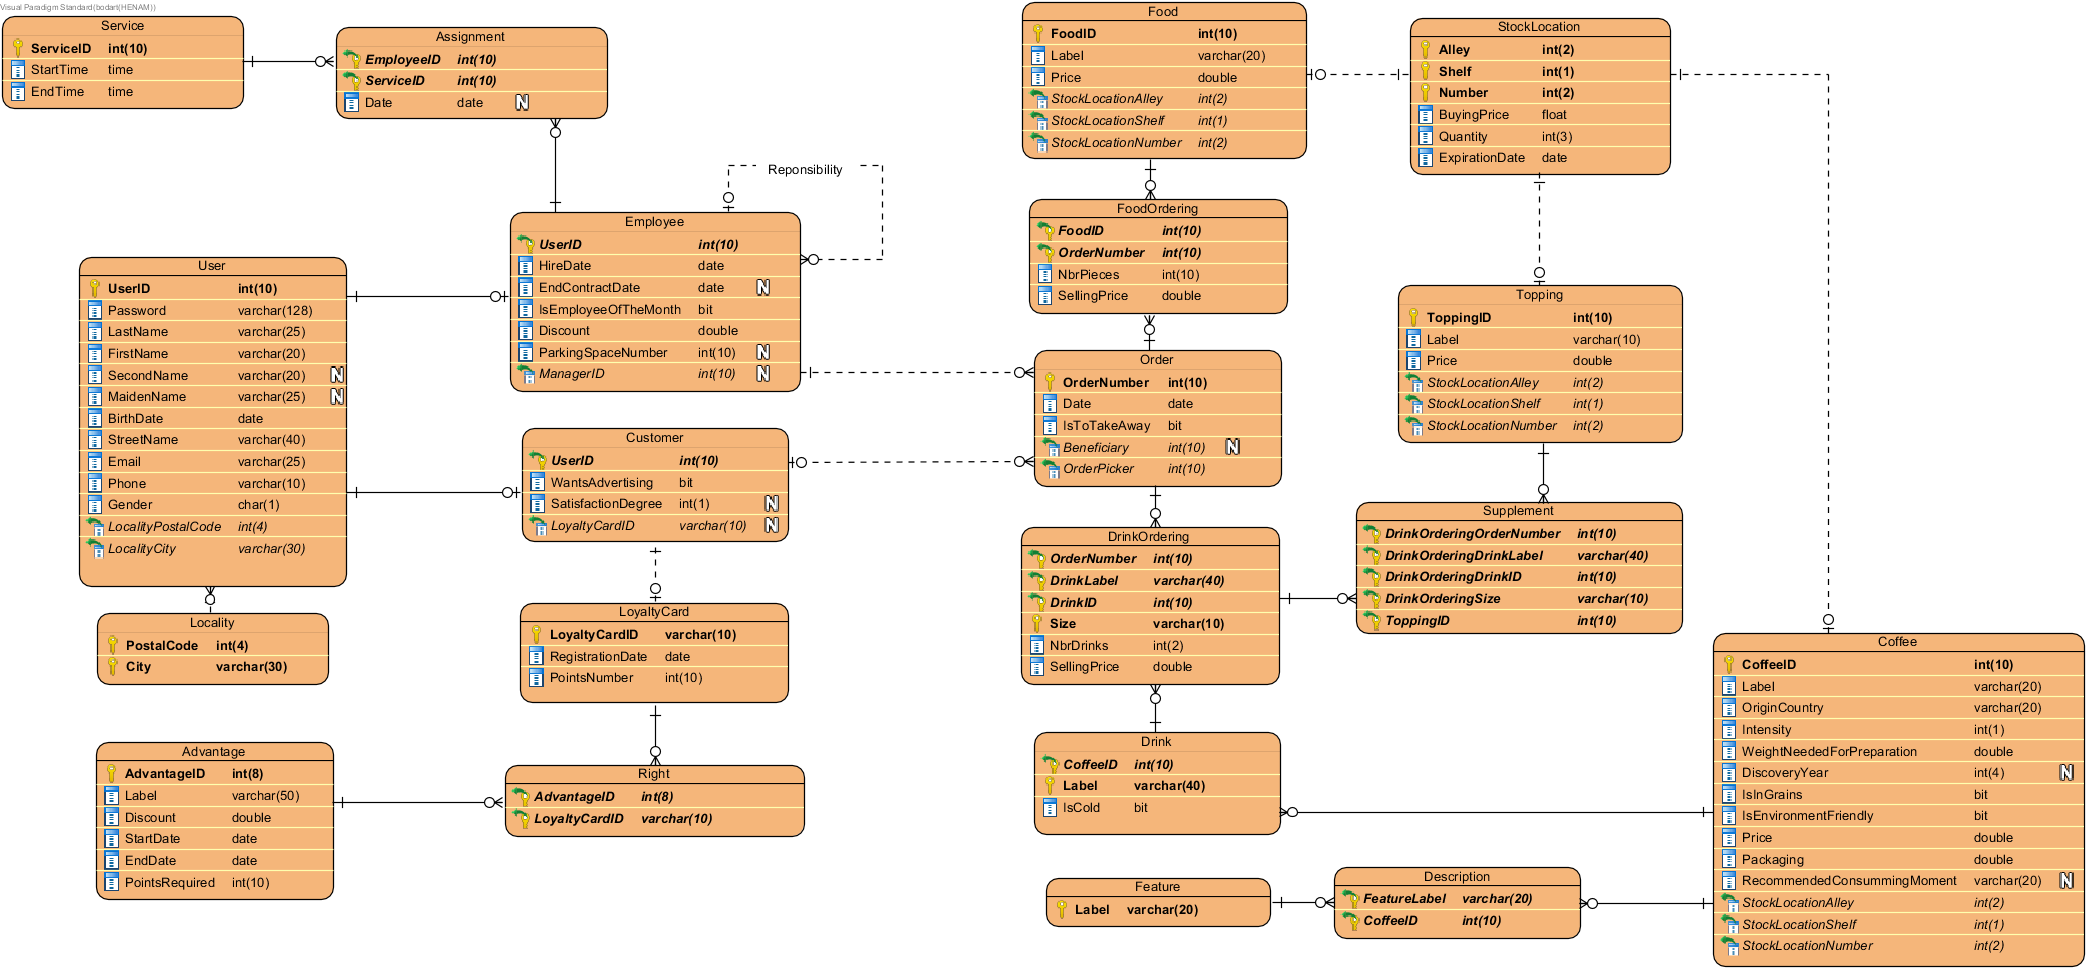 Visual Paradigm Standard(bodart(HENAM))
Service
ServiceID int(10)
StartTime time
EndTime time
Assignment
EmployeeID int(10)
ServiceID int(10)
Date date N
Reponsibility
Employee
UserID int(10)
HireDate date
EndContractDate date N
IsEmployeeOfTheMonth bit
Discount double
ParkingSpaceNumber int(10) N
ManagerID int(10) N
User
UserID int(10)
Password varchar(128)
LastName varchar(25)
FirstName varchar(20)
SecondName varchar(20) N
MaidenName varchar(25) N
BirthDate date
StreetName varchar(40)
Email varchar(25)
Phone varchar(10)
Gender char(1)
LocalityPostalCode int(4)
LocalityCity varchar(30)
Customer
UserID int(10)
WantsAdvertising bit
SatisfactionDegree int(1) N
LoyaltyCardID varchar(10) N
Locality
PostalCode int(4)
City varchar(30)
LoyaltyCard
LoyaltyCardID varchar(10)
RegistrationDate date
PointsNumber int(10)
Advantage
AdvantageID int(8)
Label varchar(50)
Discount double
StartDate date
EndDate date
PointsRequired int(10)
Right
AdvantageID int(8)
LoyaltyCardID varchar(10)
Food
FoodID int(10)
Label varchar(20)
Price double
StockLocationAlley int(2)
StockLocationShelf int(1)
StockLocationNumber int(2)
StockLocation
Alley int(2)
Shelf int(1)
Number int(2)
BuyingPrice float
Quantity int(3)
ExpirationDate date
FoodOrdering
FoodID int(10)
OrderNumber int(10)
NbrPieces int(10)
SellingPrice double
Topping
ToppingID int(10)
Label varchar(10)
Price double
StockLocationAlley int(2)
StockLocationShelf int(1)
StockLocationNumber int(2)
Order
OrderNumber int(10)
Date date
IsToTakeAway bit
Beneficiary int(10) N
OrderPicker int(10)
Supplement
DrinkOrderingOrderNumber int(10)
DrinkOrderingDrinkLabel varchar(40)
DrinkOrderingDrinkID int(10)
DrinkOrderingSize varchar(10)
ToppingID int(10)
DrinkOrdering
OrderNumber int(10)
DrinkLabel varchar(40)
DrinkID int(10)
Size varchar(10)
NbrDrinks int(2)
SellingPrice double
Drink
CoffeeID int(10)
Label varchar(40)
IsCold bit
Coffee
CoffeeID int(10)
Label varchar(20)
OriginCountry varchar(20)
Intensity int(1)
WeightNeededForPreparation double
DiscoveryYear int(4) N
IsInGrains bit
IsEnvironmentFriendly bit
Price double
Packaging double
RecommendedConsummingMoment varchar(20) N
StockLocationAlley int(2)
StockLocationShelf int(1)
StockLocationNumber int(2)
Feature
Label varchar(20)
Description
FeatureLabel varchar(20)
CoffeeID int(10)